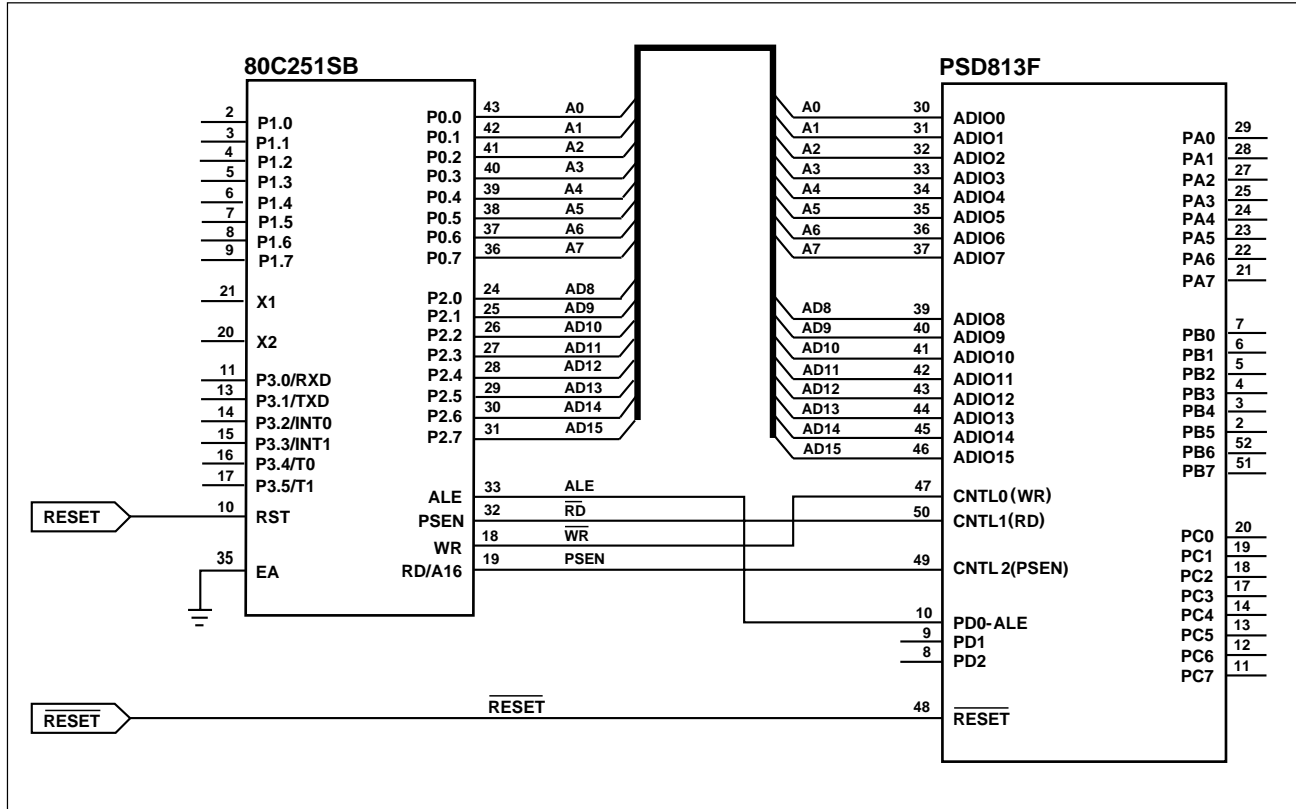 80C251SB
2 P1.0
3 P1.1
4 P1.2
5 P1.3
6 P1.4
7 P1.5
8 P1.6
9 P1.7
21 X1
20 X2
11 P3.0/RXD
13 P3.1/TXD
14 P3.2/INT0
15 P3.3/INT1
16 P3.4/T0
17 P3.5/T1
RESET 10 RST
35 EA
P0.0 43 A0
P0.1 42 A1
P0.2 41 A2
P0.3 40 A3
P0.4 39 A4
P0.5 38 A5
P0.6 37 A6
P0.7 36 A7
P2.0 24 AD8
P2.1 25 AD9
P2.2 26 AD10
P2.3 27 AD11
P2.4 28 AD12
P2.5 29 AD13
P2.6 30 AD14
P2.7 31 AD15
ALE 33 ALE
PSEN 32 RD
WR 18 WR
RD/A16 19 PSEN
PSD813F
A0 30 ADIO0
A1 31 ADIO1
A2 32 ADIO2
A3 33 ADIO3
A4 34 ADIO4
A5 35 ADIO5
A6 36 ADIO6
A7 37 ADIO7
AD8 39 ADIO8
AD9 40 ADIO9
AD10 41 ADIO10
AD11 42 ADIO11
AD12 43 ADIO12
AD13 44 ADIO13
AD14 45 ADIO14
AD15 46 ADIO15
47 CNTL0(WR)
50 CNTL1(RD)
49 CNTL2(PSEN)
10 PD0-ALE
9 PD1
8 PD2
RESET RESET 48 RESET
PA0 29
PA1 28
PA2 27
PA3 25
PA4 24
PA5 23
PA6 22
PA7 21
PB0 7
PB1 6
PB2 5
PB3 4
PB4 3
PB5 2
PB6 52
PB7 51
PC0 20
PC1 19
PC2 18
PC3 17
PC4 14
PC5 13
PC6 12
PC7 11